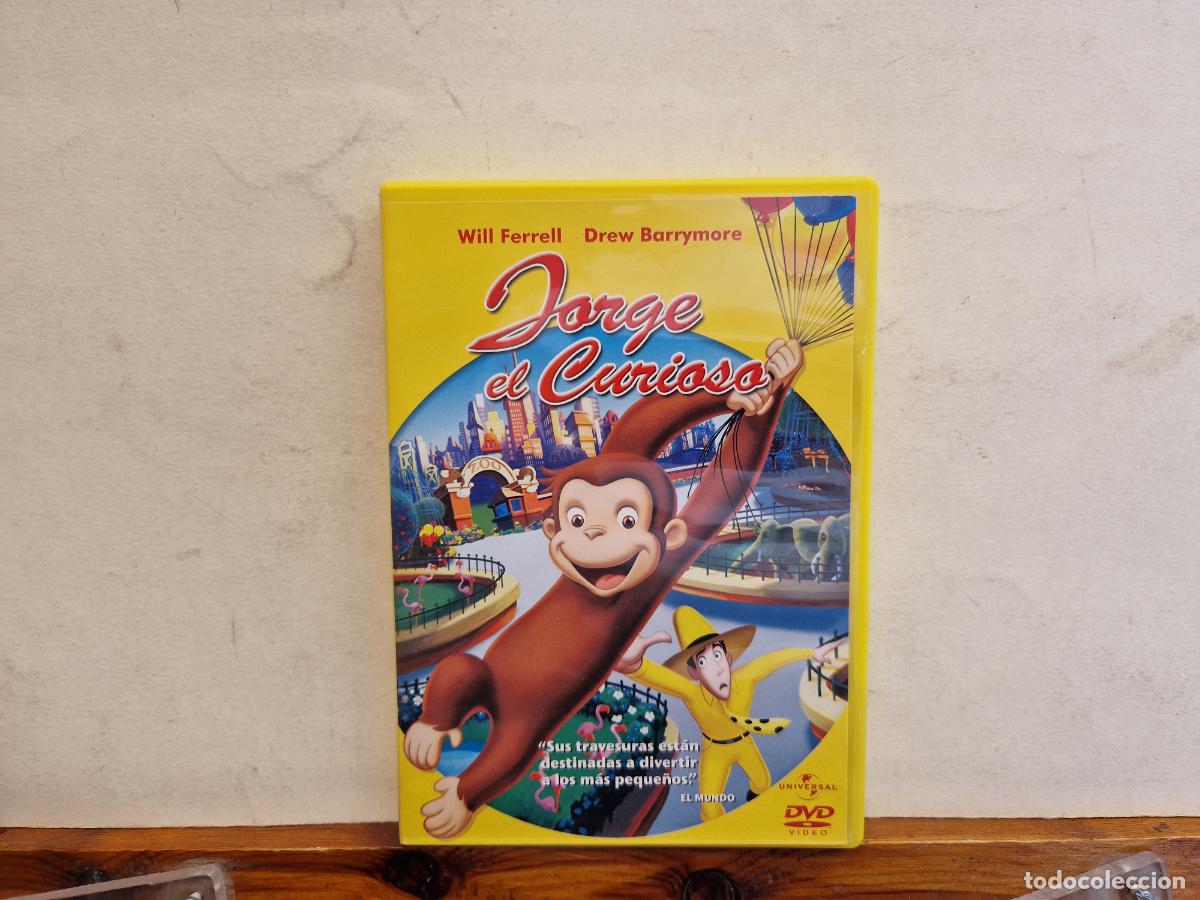 Will Ferrell Drew Barrymore
Jorge
el Curioso
ZOO
"Sus travesuras están
destinadas a divertir
a los más pequeños."
EL MUNDO
UNIVERSAL
DVD
VIDEO
todocoleccion